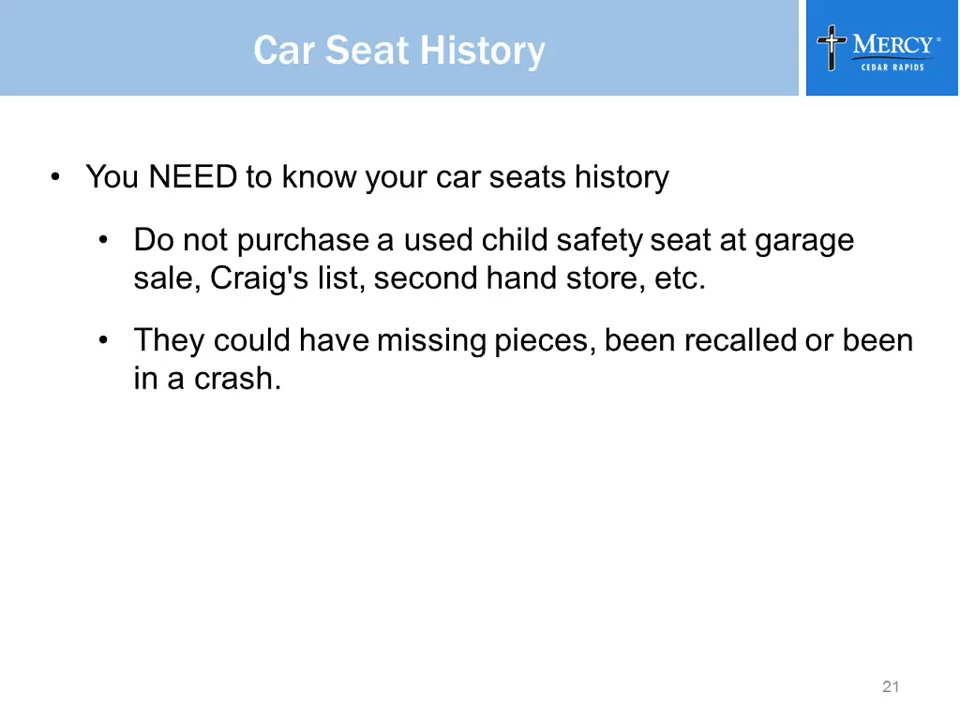 Car Seat History
MERCY®
CEDAR RAPIDS
• You NEED to know your car seats history
• Do not purchase a used child safety seat at garage
sale, Craig's list, second hand store, etc.
• They could have missing pieces, been recalled or been
in a crash.
21